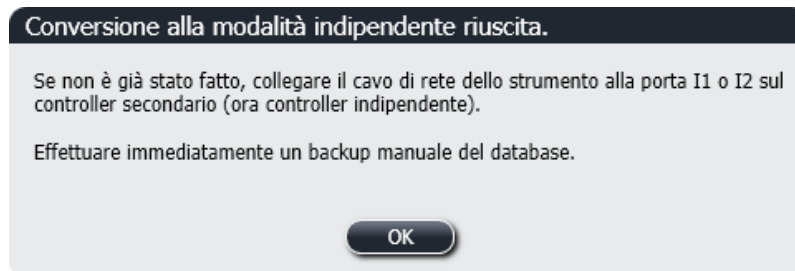 Conversione alla modalità indipendente riuscita.
Se non è già stato fatto, collegare il cavo di rete dello strumento alla porta I1 o I2 sul
controller secondario (ora controller indipendente).
Effettuare immediatamente un backup manuale del database.
OK